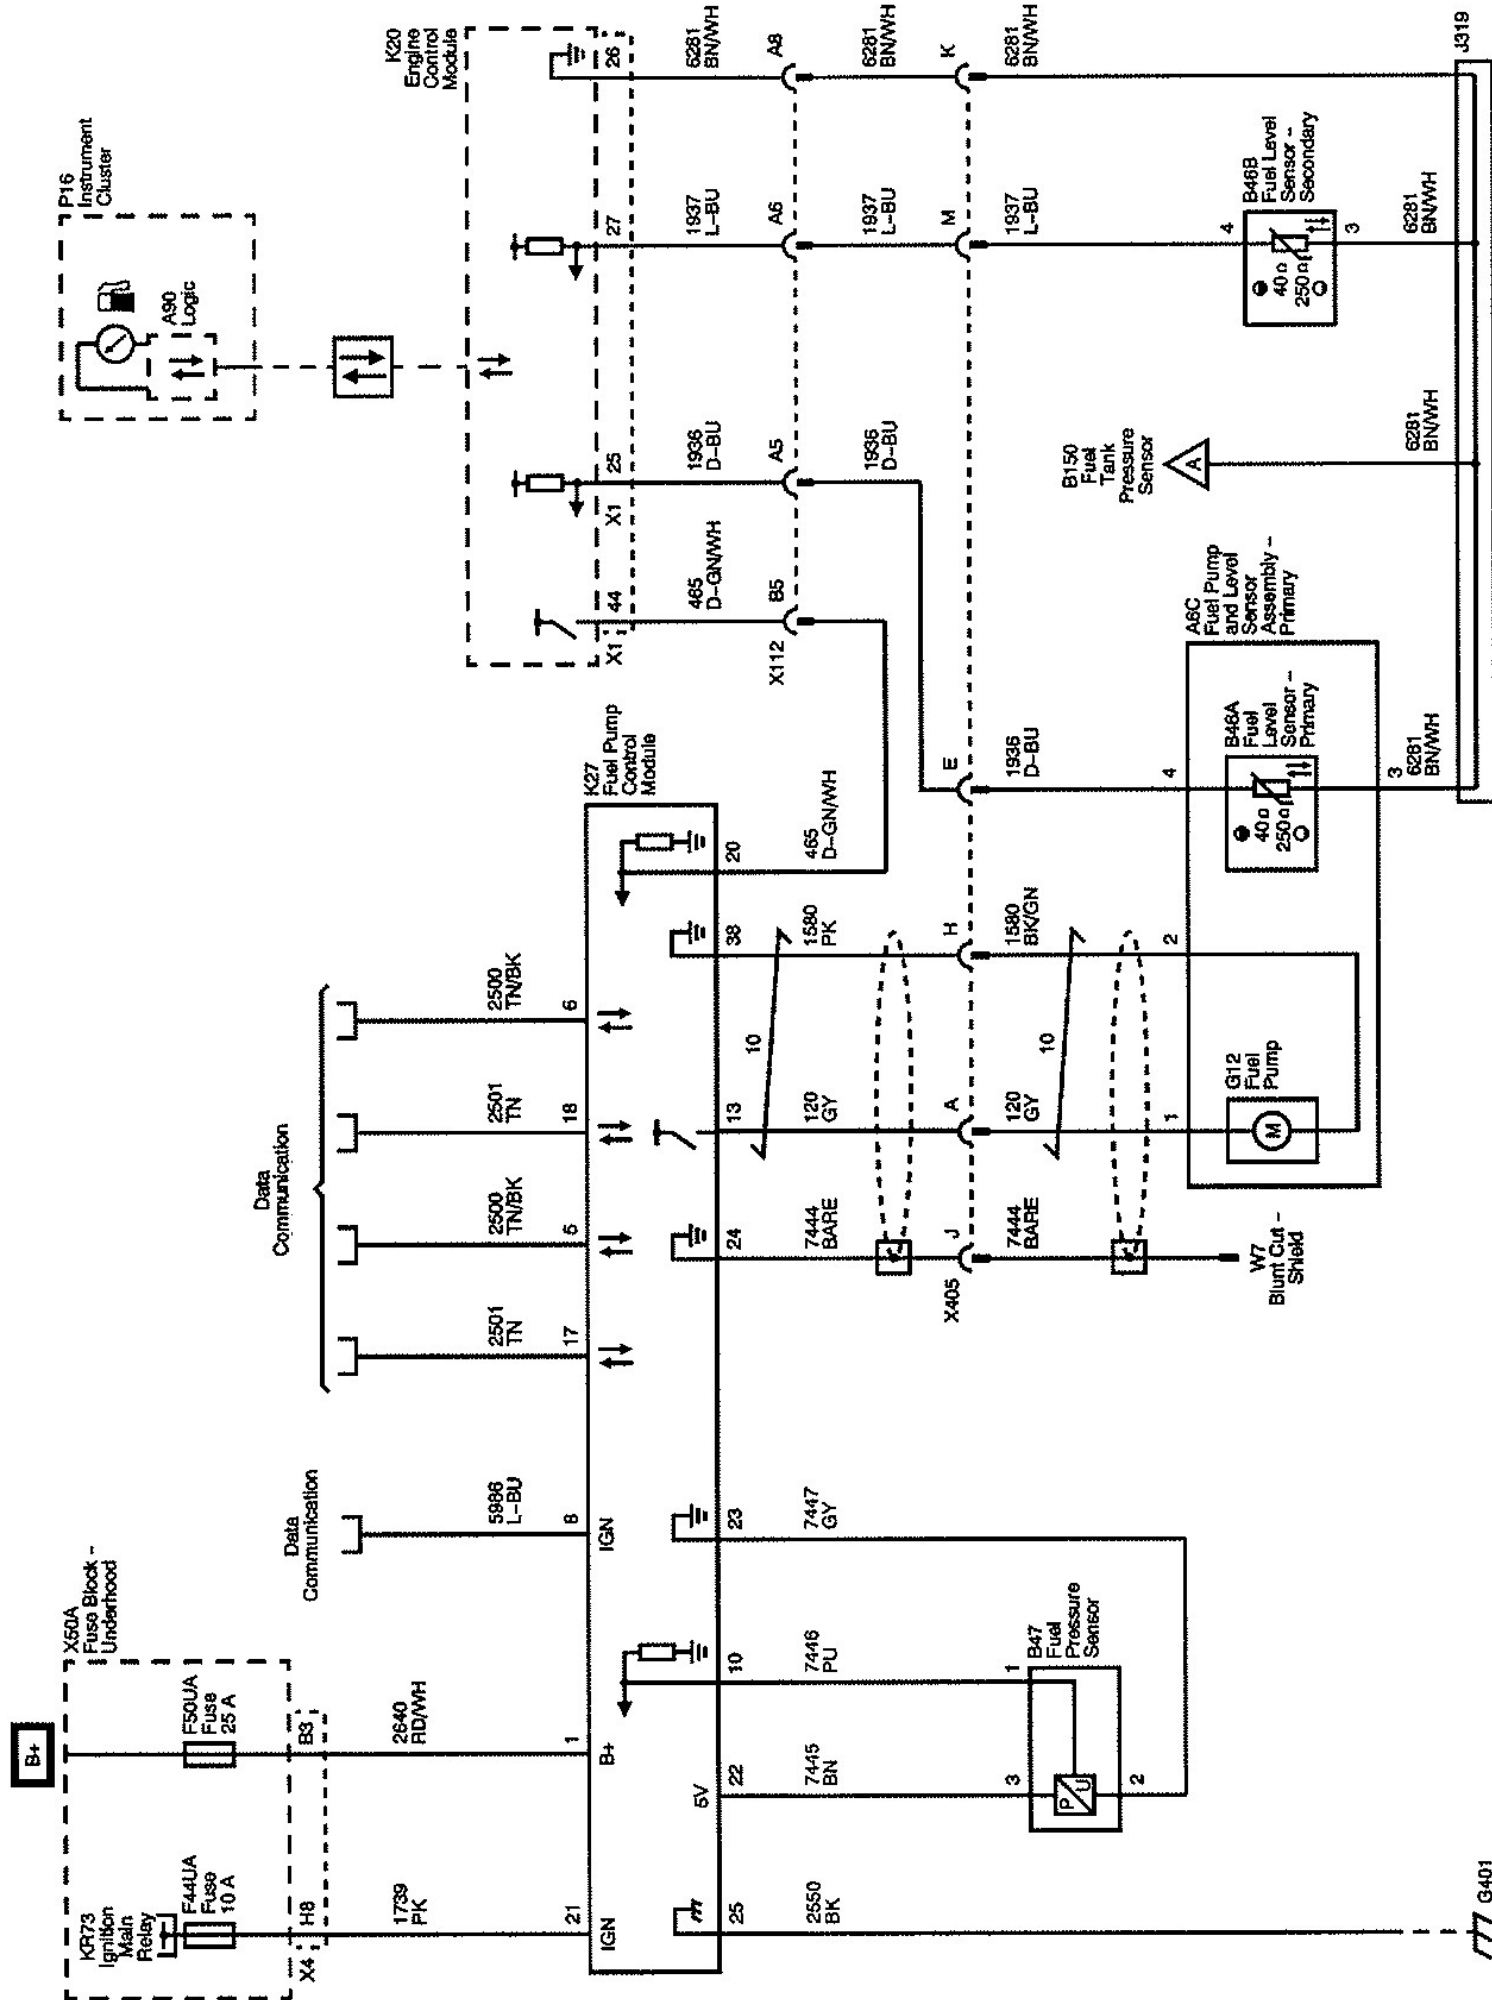 B+
X50A
Fuse Block –
Underhood
KR73
Ignition
Main
Relay
F44UA
Fuse
10 A
F50UA
Fuse
25 A
X4
H8
B3
1739
PK
2640
RD/WH
Data
Communication
5986
L-BU
Data
Communication
2501
TN
2500
TN/BK
2501
TN
2500
TN/BK
21
1
8
17
5
18
6
IGN
B+
IGN
K27
Fuel Pump
Control
Module
5V
25
22
10
23
24
13
38
20
2550
BK
7445
BN
7446
PU
7447
GY
7444
BARE
120
GY
1580
PK
465
D-GN/WH
10
B47
Fuel
Pressure
Sensor
3
1
2
P
U
G401
X405
J
A
H
E
M
K
7444
BARE
120
GY
1580
BK/GN
1936
D-BU
1937
L-BU
6281
BN/WH
10
W7
Blunt Cut –
Shield
1
2
4
G12
Fuel
Pump
M
A6C
Fuel Pump
and Level
Sensor
Assembly –
Primary
B46A
Fuel
Level
Sensor –
Primary
40Ω
250Ω
3
6281
BN/WH
P16
Instrument
Cluster
A90
Logic
K20
Engine
Control
Module
X1
44
X1
25
27
26
465
D-GN/WH
1936
D-BU
1937
L-BU
6281
BN/WH
X112
B5
A5
A6
A8
1936
D-BU
1937
L-BU
6281
BN/WH
B150
Fuel
Tank
Pressure
Sensor
A
6281
BN/WH
B46B
Fuel Level
Sensor –
Secondary
4
40Ω
250Ω
3
6281
BN/WH
J319